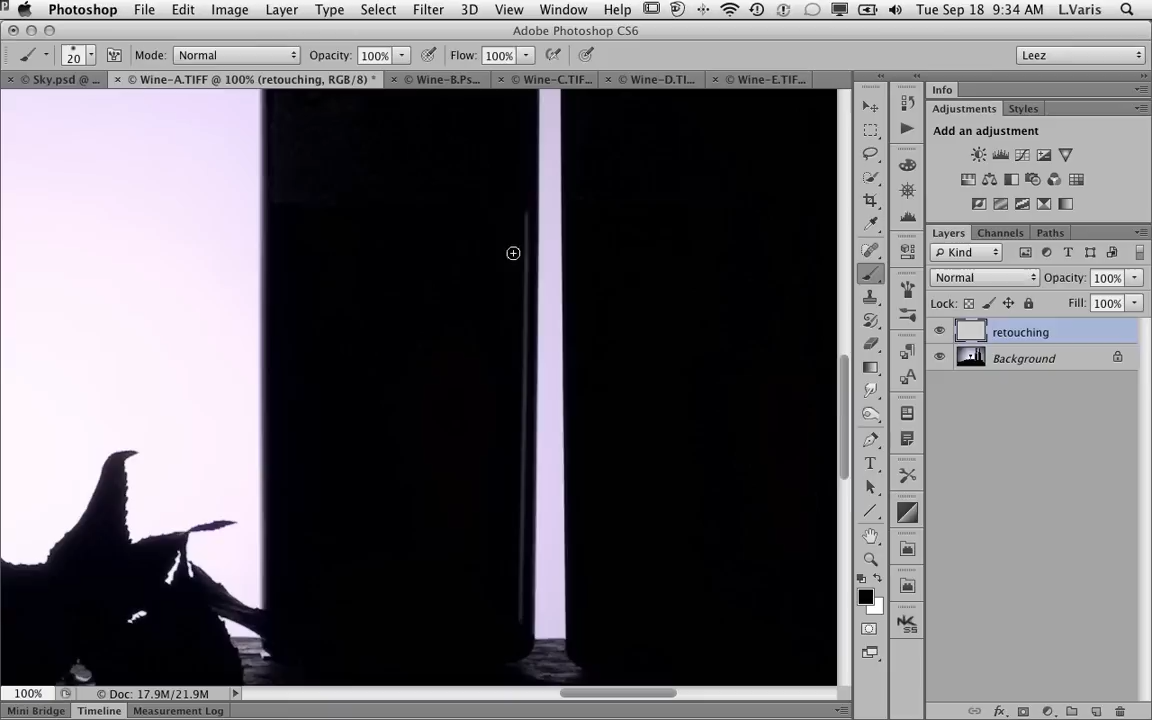 Photoshop File Edit Image Layer Type Select Filter 3D View Window Help Tue Sep 18 9:34 AM L.Varis
Adobe Photoshop CS6
20 Mode: Normal Opacity: 100% Flow: 100% Leez
× © Sky.psd @ ... × © Wine-A.TIFF @ 100% (retouching, RGB/8) * × © Wine-B.Ps... × © Wine-C.TIF... × © Wine-D.TI... × © Wine-E.TIF...
Info
Adjustments Styles
Add an adjustment
Layers Channels Paths
Kind
Normal Opacity: 100%
Lock: Fill: 100%
retouching
Background
100% © Doc: 17.9M/21.9M
Mini Bridge Timeline Measurement Log